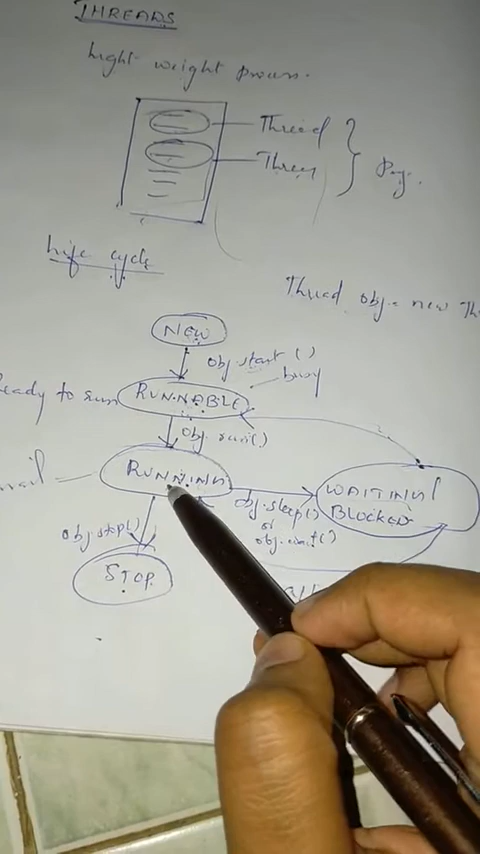 THREADS
light weight process.
Thread
Thread
Life cycle
Thread obj = new Th
NEW
obj.start()
busy
Ready to run
RUNNABLE
obj.run()
RUNNING
WAITING/
BLOCKED
obj.sleep()
or
obj.wait()
obj.stop()
STOP